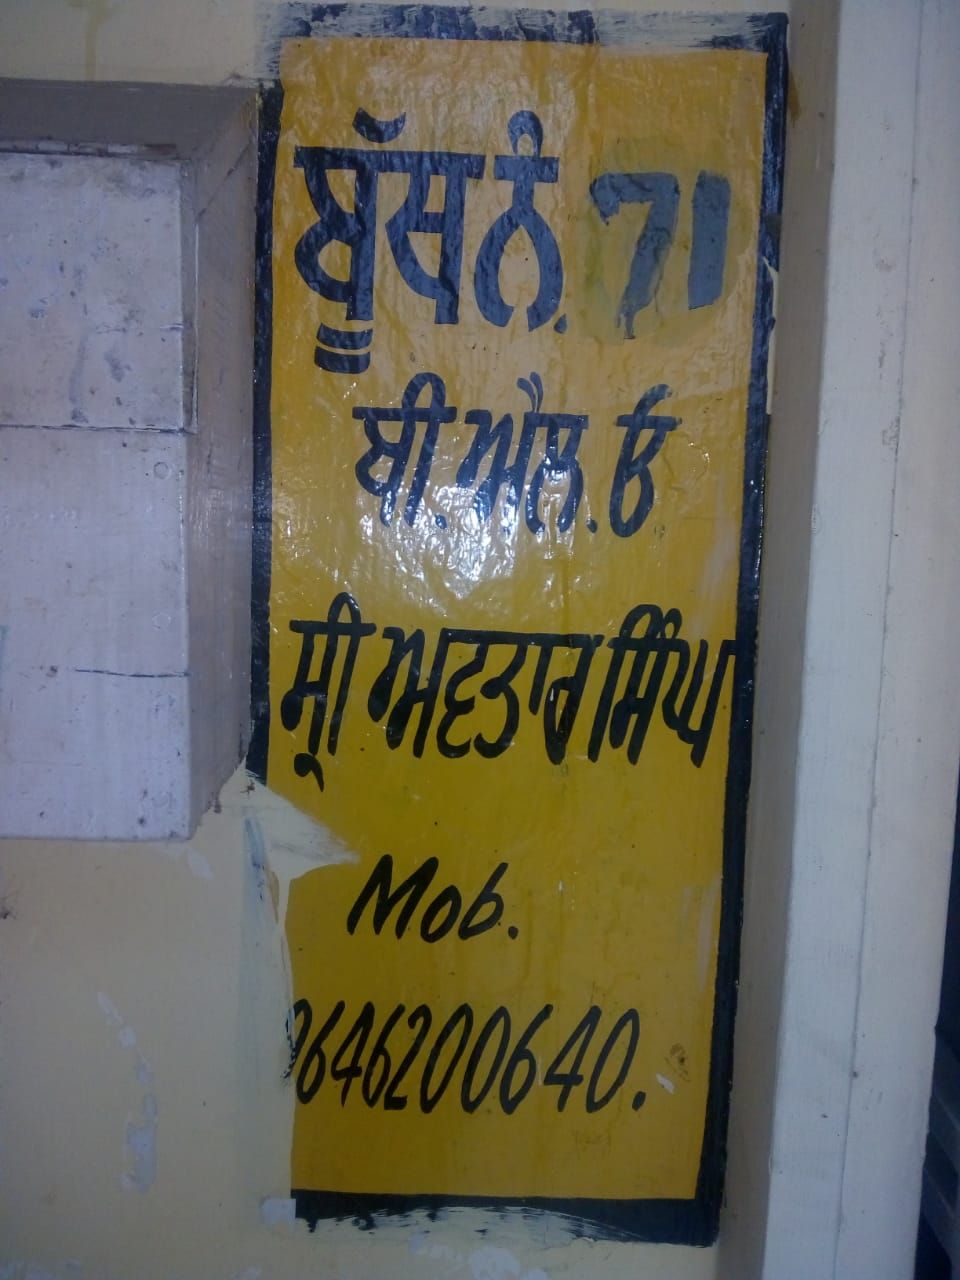 ਬੂੱਥ ਨੰ. 71
ਬੀ.ਐਲ.ਓ
ਸ੍ਰੀ ਅਵਤਾਰ ਸਿੰਘ
Mob.
9646200640.